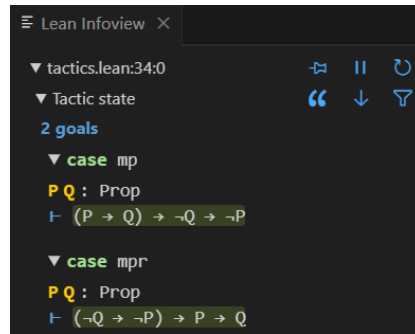 Lean Infoview ×
▼ tactics.lean:34:0
▼ Tactic state
2 goals
▼ case mp
P Q : Prop
⊢ (P → Q) → ¬Q → ¬P
▼ case mpr
P Q : Prop
⊢ (¬Q → ¬P) → P → Q